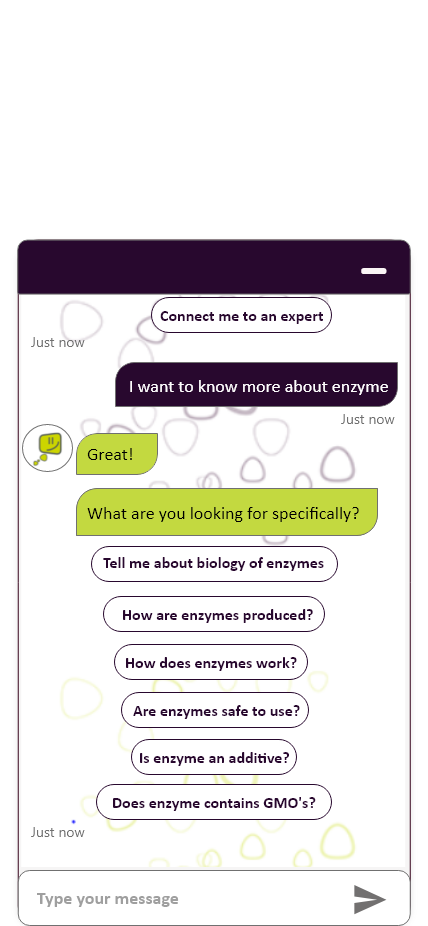 Connect me to an expert
Just now
I want to know more about enzyme
Just now
Great!
What are you looking for specifically?
Tell me about biology of enzymes
How are enzymes produced?
How does enzymes work?
Are enzymes safe to use?
Is enzyme an additive?
Does enzyme contains GMO's?
Just now
Type your message